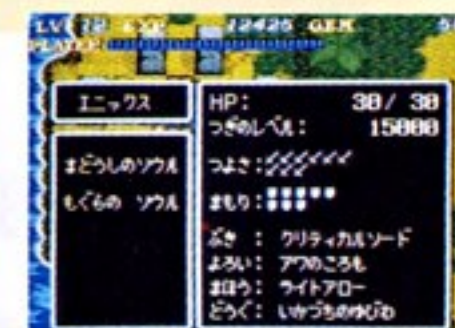 LV 12 EXP 12426 GEM
PLAYER
エニックス
まどうしのソウル
もぐらの ソウル
HP: 30/ 30
つぎのレベル: 15000
つよさ:
まもり:
ぶき : クリティカルソード
よろい: アワのころも
まほう: ライトアロー
どうぐ: いかづちのゆびわ